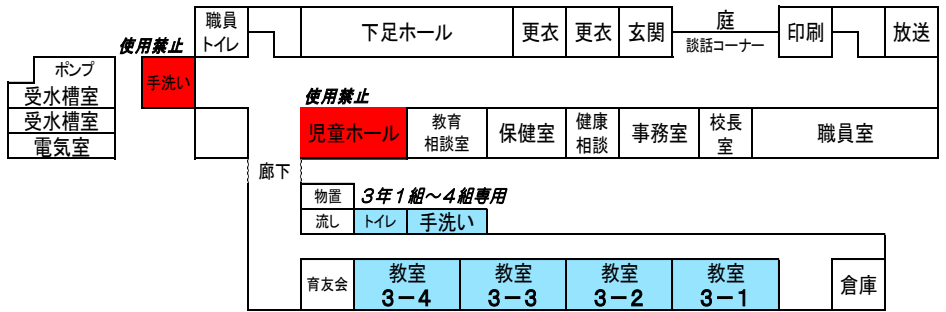 職員
トイレ
下足ホール
更衣
更衣
玄関
庭
談話コーナー
印刷
放送
使用禁止
手洗い
ポンプ
受水槽室
受水槽室
電気室
使用禁止
児童ホール
教育
相談室
保健室
健康
相談
事務室
校長
室
職員室
廊下
物置
3年1組～4組専用
流し
トイレ
手洗い
育友会
教室
3－4
教室
3－3
教室
3－2
教室
3－1
倉庫